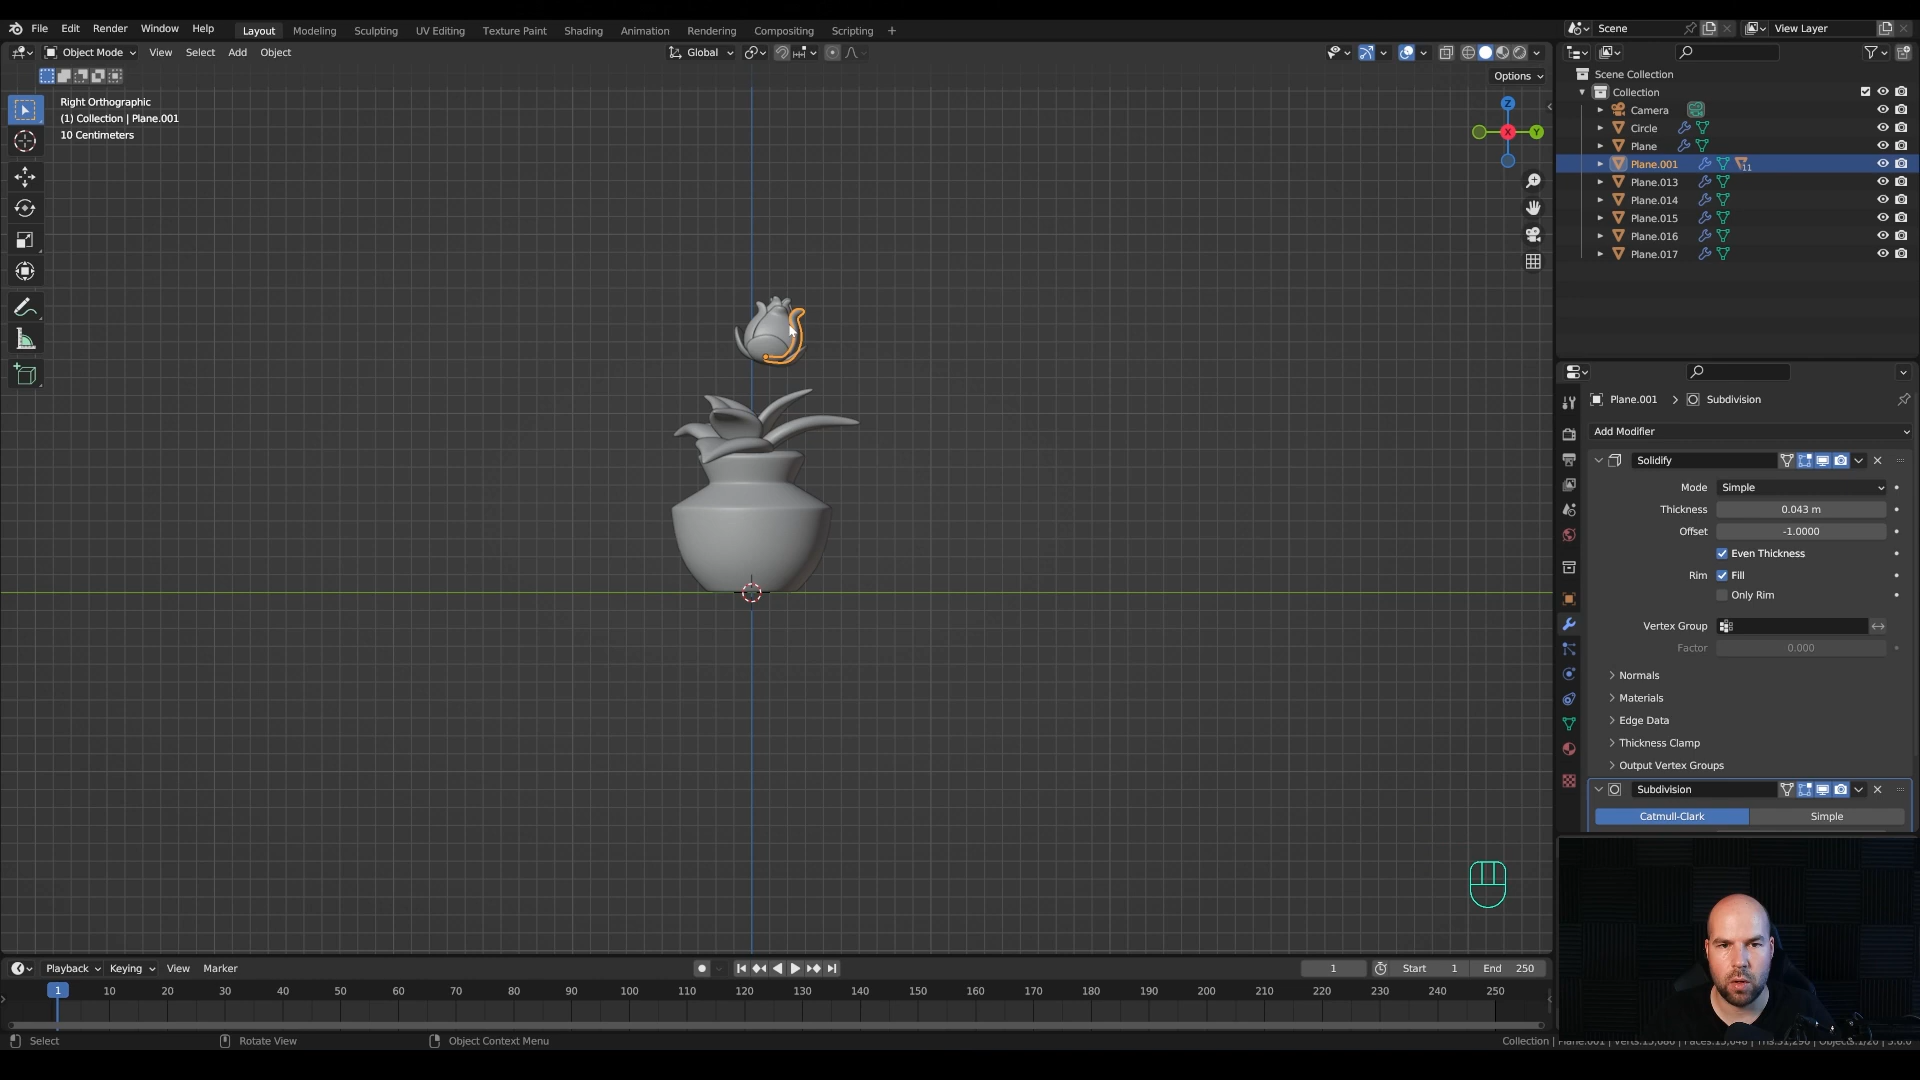 File Edit Render Window Help Layout Modeling Sculpting UV Editing Texture Paint Shading Animation Rendering Compositing Scripting + Scene View Layer
Object Mode View Select Add Object Global
Options
Right Orthographic
(1) Collection | Plane.001
10 Centimeters
Z
X
Y
Scene Collection
Collection
Camera
Circle
Plane
Plane.001 11
Plane.013
Plane.014
Plane.015
Plane.016
Plane.017
Plane.001 > Subdivision
Add Modifier
Solidify
Mode Simple
Thickness 0.043 m
Offset -1.0000
Even Thickness
Rim Fill
Only Rim
Vertex Group
Factor 0.000
Normals
Materials
Edge Data
Thickness Clamp
Output Vertex Groups
Subdivision
Catmull-Clark Simple
Playback Keying View Marker 1 Start 1 End 250
1 10 20 30 40 50 60 70 80 90 100 110 120 130 140 150 160 170 180 190 200 210 220 230 240 250
Select Rotate View Object Context Menu Collection |